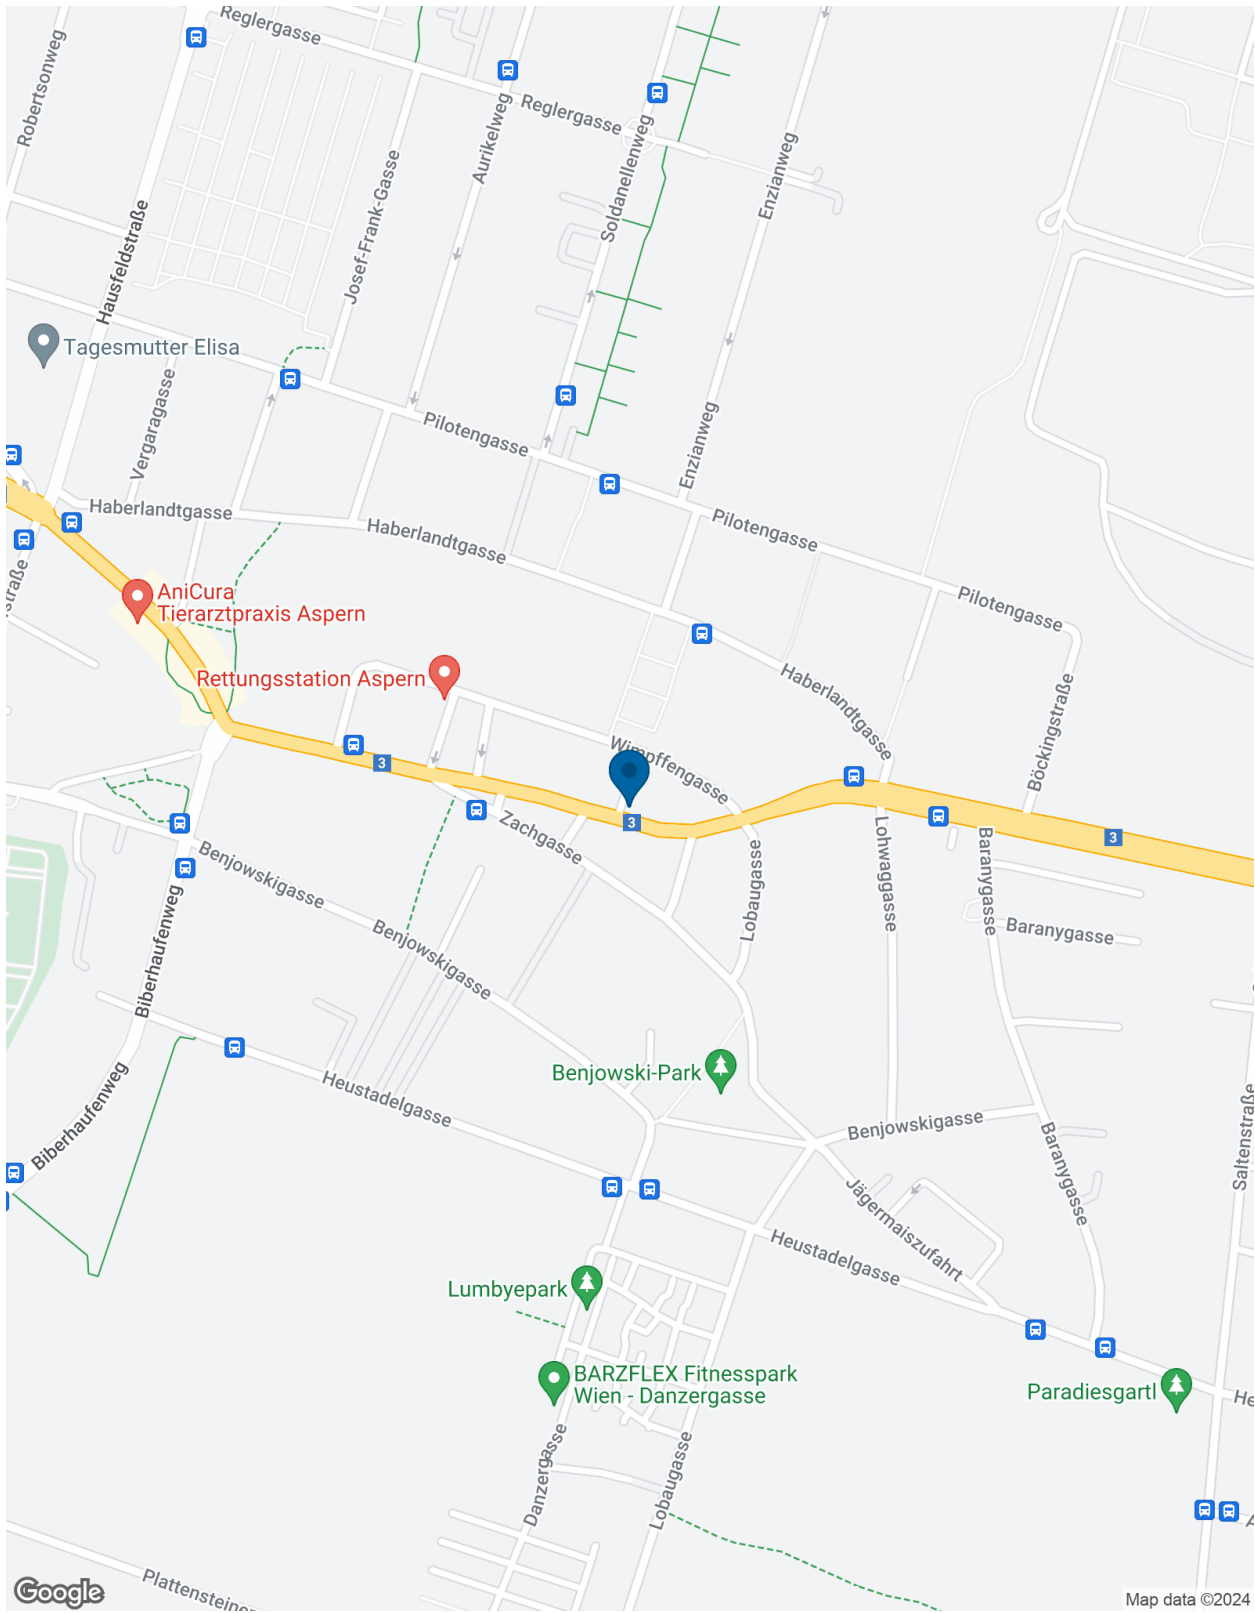 Reglergasse
Robertsonweg
Reglergasse
Aurikelweg
Josef-Frank-Gasse
Soldanellenweg
Enzianweg
Hausfeldstraße
Tagesmutter Elisa
Vergaragasse
Pilotengasse
Enzianweg
Haberlandtgasse
Haberlandtgasse
Pilotengasse
straße
AniCura
Tierarztpraxis Aspern
Pilotengasse
Rettungsstation Aspern
Haberlandtgasse
Böckingstraße
Wimpffengasse
3
3
3
Zachgasse
Lohwaggasse
Baranygasse
Lobaugasse
Benjowskigasse
Benjowskigasse
Baranygasse
Biberhaufenweg
Benjowski-Park
Heustadelgasse
Biberhaufenweg
Benjowskigasse
Baranygasse
Saltenstraße
Jägermaiszufahrt
Heustadelgasse
Lumbyepark
BARZFLEX Fitnesspark
Wien - Danzergasse
Paradiesgartl
He
Danzergasse
Lobaugasse
A
Plattensteiner
Google
Map data ©2024